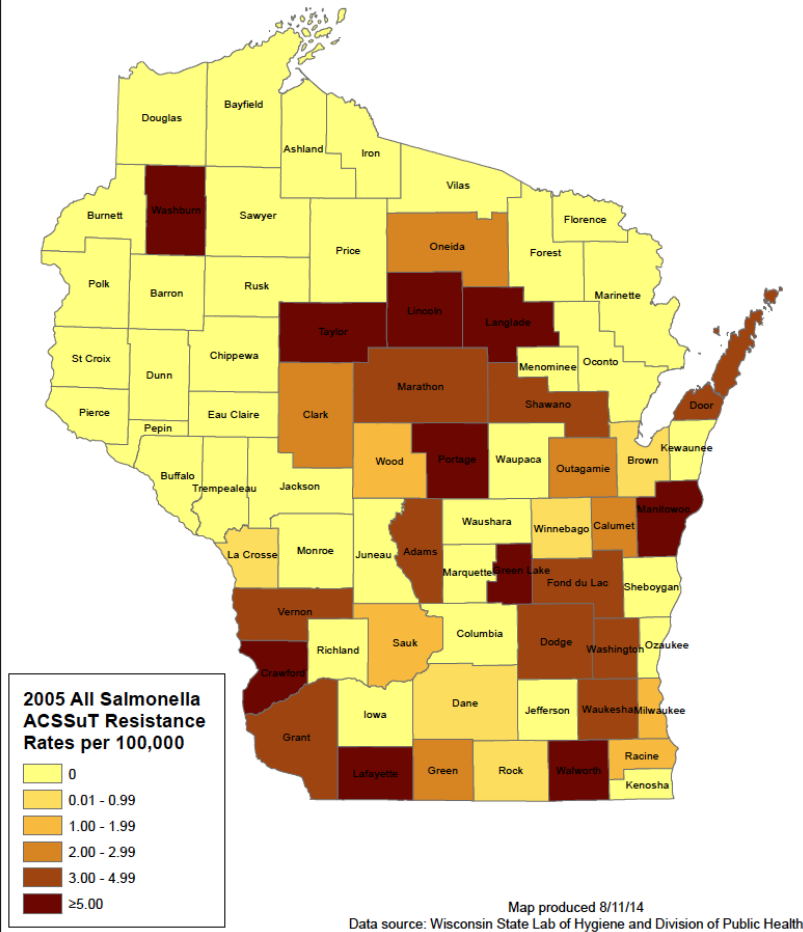 Douglas
Bayfield
Ashland
Iron
Vilas
Burnett
Washburn
Sawyer
Florence
Price
Oneida
Forest
Polk
Barron
Rusk
Marinette
Taylor
Lincoln
Langlade
St Croix
Dunn
Chippewa
Menominee
Oconto
Marathon
Shawano
Door
Pierce
Pepin
Eau Claire
Clark
Wood
Portage
Waupaca
Outagamie
Brown
Kewaunee
Buffalo
Trempealeau
Jackson
Waushara
Winnebago
Calumet
Manitowoc
La Crosse
Monroe
Juneau
Adams
Marquette
Green Lake
Fond du Lac
Sheboygan
Vernon
Richland
Sauk
Columbia
Dodge
Washington
Ozaukee
Crawford
Iowa
Dane
Jefferson
Waukesha
Milwaukee
Grant
Lafayette
Green
Rock
Walworth
Racine
Kenosha
2005 All Salmonella
ACSSuT Resistance
Rates per 100,000
0
0.01 - 0.99
1.00 - 1.99
2.00 - 2.99
3.00 - 4.99
≥5.00
Map produced 8/11/14
Data source: Wisconsin State Lab of Hygiene and Division of Public Health